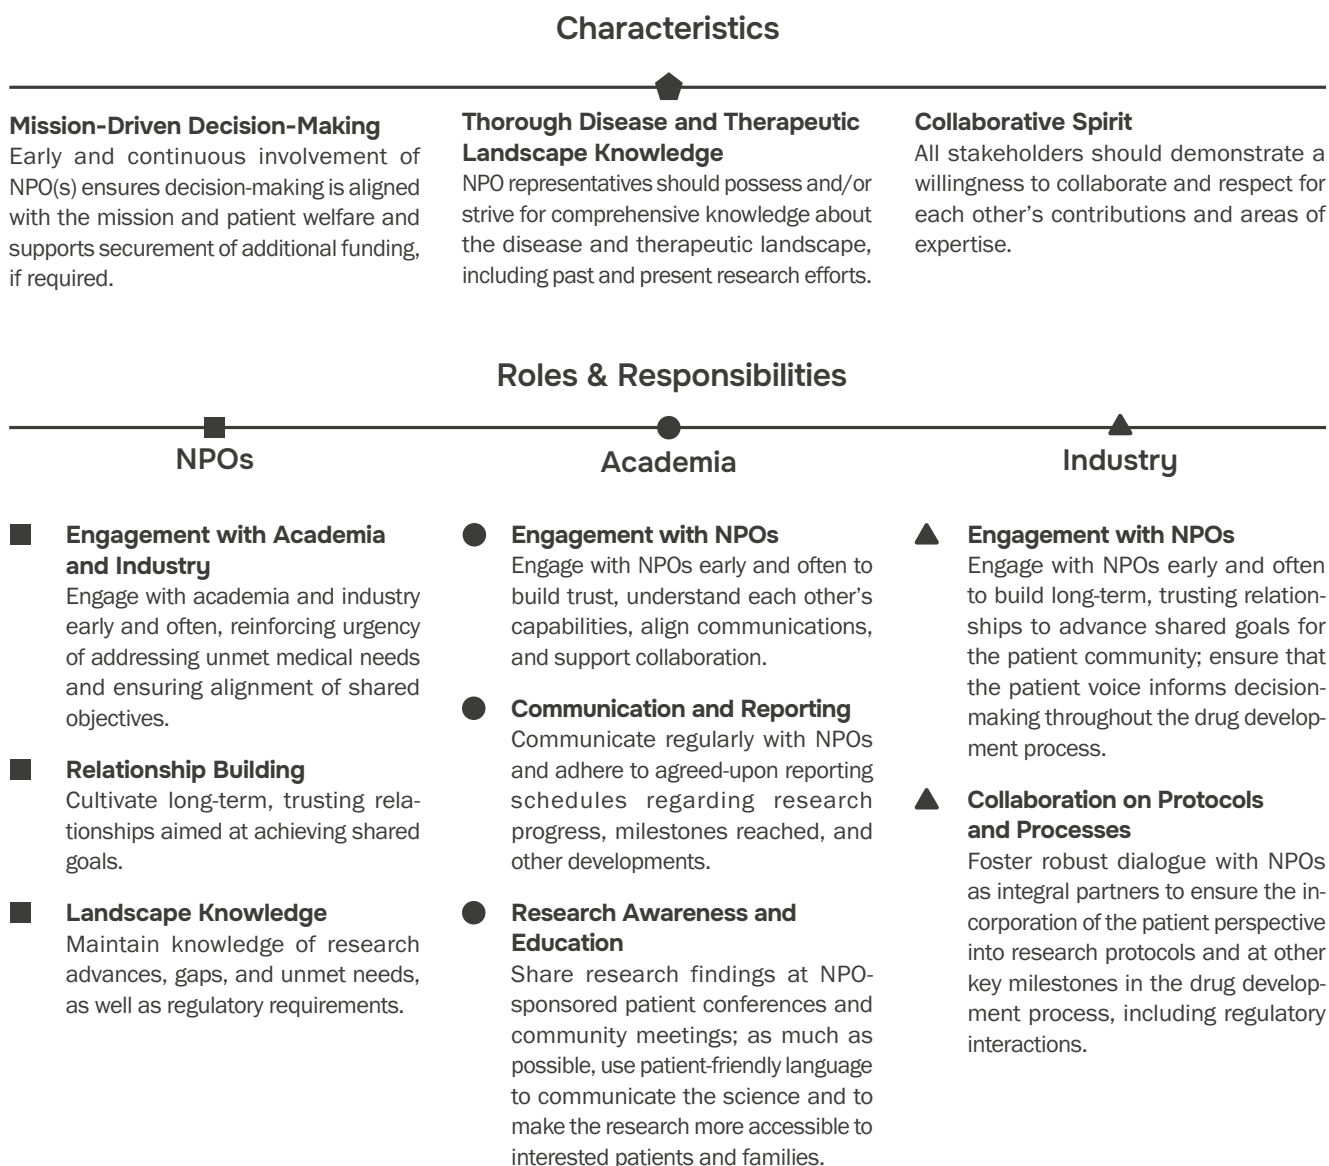 Characteristics
Mission-Driven Decision-Making
Early and continuous involvement of
NPO(s) ensures decision-making is aligned
with the mission and patient welfare and
supports securement of additional funding,
if required.
Thorough Disease and Therapeutic
Landscape Knowledge
NPO representatives should possess and/or
strive for comprehensive knowledge about
the disease and therapeutic landscape,
including past and present research efforts.
Collaborative Spirit
All stakeholders should demonstrate a
willingness to collaborate and respect for
each other’s contributions and areas of
expertise.
Roles & Responsibilities
NPOs
Engagement with Academia
and Industry
Engage with academia and industry
early and often, reinforcing urgency
of addressing unmet medical needs
and ensuring alignment of shared
objectives.
Relationship Building
Cultivate long-term, trusting rela-
tionships aimed at achieving shared
goals.
Landscape Knowledge
Maintain knowledge of research
advances, gaps, and unmet needs,
as well as regulatory requirements.
Academia
Engagement with NPOs
Engage with NPOs early and often to
build trust, understand each other’s
capabilities, align communications,
and support collaboration.
Communication and Reporting
Communicate regularly with NPOs
and adhere to agreed-upon reporting
schedules regarding research
progress, milestones reached, and
other developments.
Research Awareness and
Education
Share research findings at NPO-
sponsored patient conferences and
community meetings; as much as
possible, use patient-friendly language
to communicate the science and to
make the research more accessible to
interested patients and families.
Industry
Engagement with NPOs
Engage with NPOs early and often
to build long-term, trusting relation-
ships to advance shared goals for
the patient community; ensure that
the patient voice informs decision-
making throughout the drug develop-
ment process.
Collaboration on Protocols
and Processes
Foster robust dialogue with NPOs
as integral partners to ensure the in-
corporation of the patient perspective
into research protocols and at other
key milestones in the drug develop-
ment process, including regulatory
interactions.